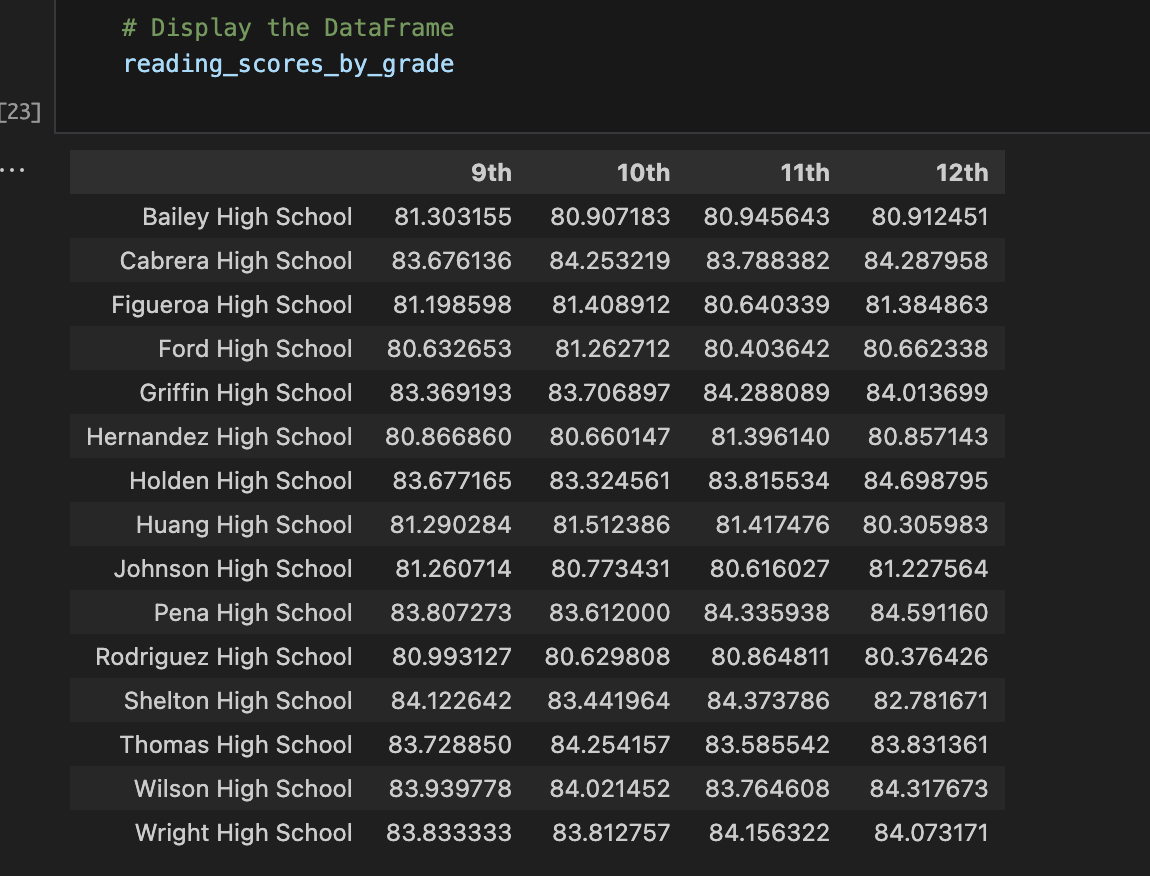 # Display the DataFrame
reading_scores_by_grade
[23]
...
9th 10th 11th 12th
Bailey High School 81.303155 80.907183 80.945643 80.912451
Cabrera High School 83.676136 84.253219 83.788382 84.287958
Figueroa High School 81.198598 81.408912 80.640339 81.384863
Ford High School 80.632653 81.262712 80.403642 80.662338
Griffin High School 83.369193 83.706897 84.288089 84.013699
Hernandez High School 80.866860 80.660147 81.396140 80.857143
Holden High School 83.677165 83.324561 83.815534 84.698795
Huang High School 81.290284 81.512386 81.417476 80.305983
Johnson High School 81.260714 80.773431 80.616027 81.227564
Pena High School 83.807273 83.612000 84.335938 84.591160
Rodriguez High School 80.993127 80.629808 80.864811 80.376426
Shelton High School 84.122642 83.441964 84.373786 82.781671
Thomas High School 83.728850 84.254157 83.585542 83.831361
Wilson High School 83.939778 84.021452 83.764608 84.317673
Wright High School 83.833333 83.812757 84.156322 84.073171